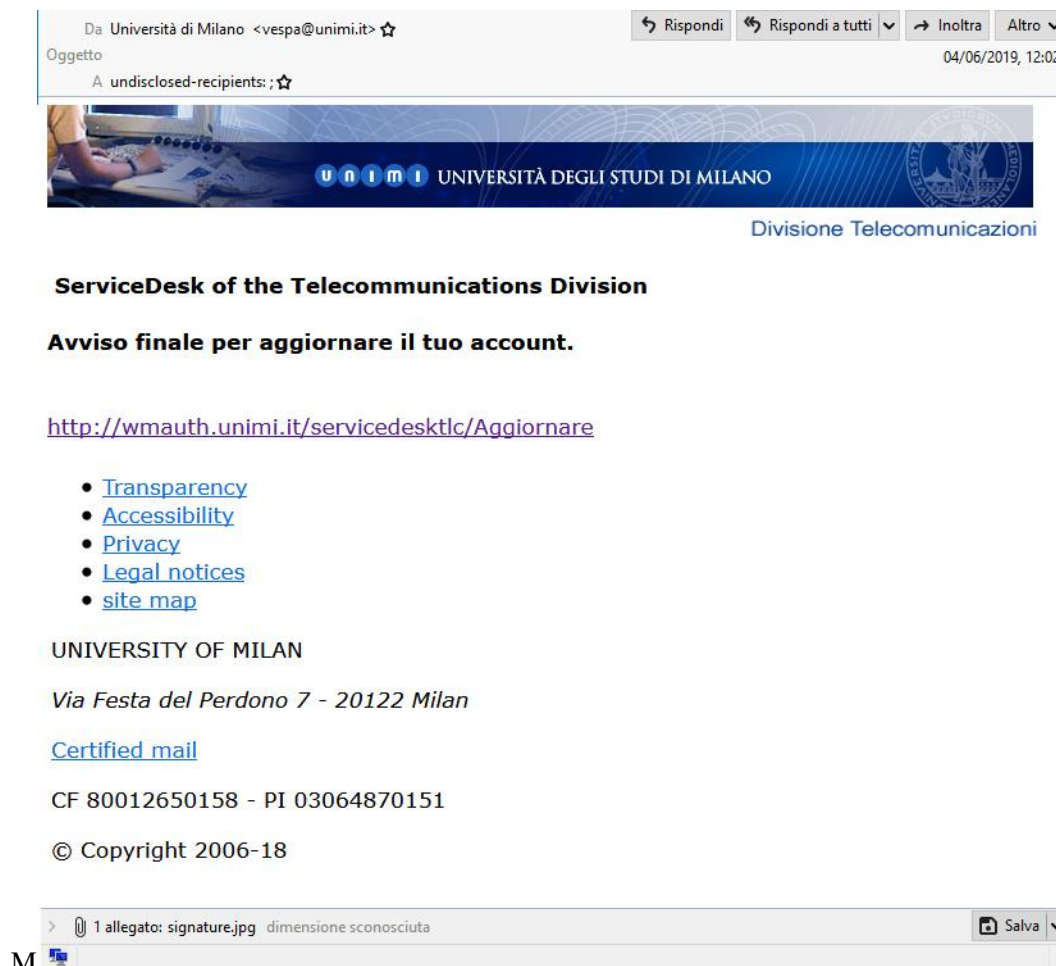 Da Università di Milano <vespa@unimi.it>
Rispondi Rispondi a tutti Inoltra Altro
Oggetto
04/06/2019, 12:02
A undisclosed-recipients: ;
unimi UNIVERSITÀ DEGLI STUDI DI MILANO
Divisione Telecomunicazioni
ServiceDesk of the Telecommunications Division
Avviso finale per aggiornare il tuo account.
http://wmauth.unimi.it/servicedesktlc/Aggiornare
Transparency
Accessibility
Privacy
Legal notices
site map
UNIVERSITY OF MILAN
Via Festa del Perdono 7 - 20122 Milan
Certified mail
CF 80012650158 - PI 03064870151
© Copyright 2006-18
1 allegato: signature.jpg dimensione sconosciuta
Salva
M